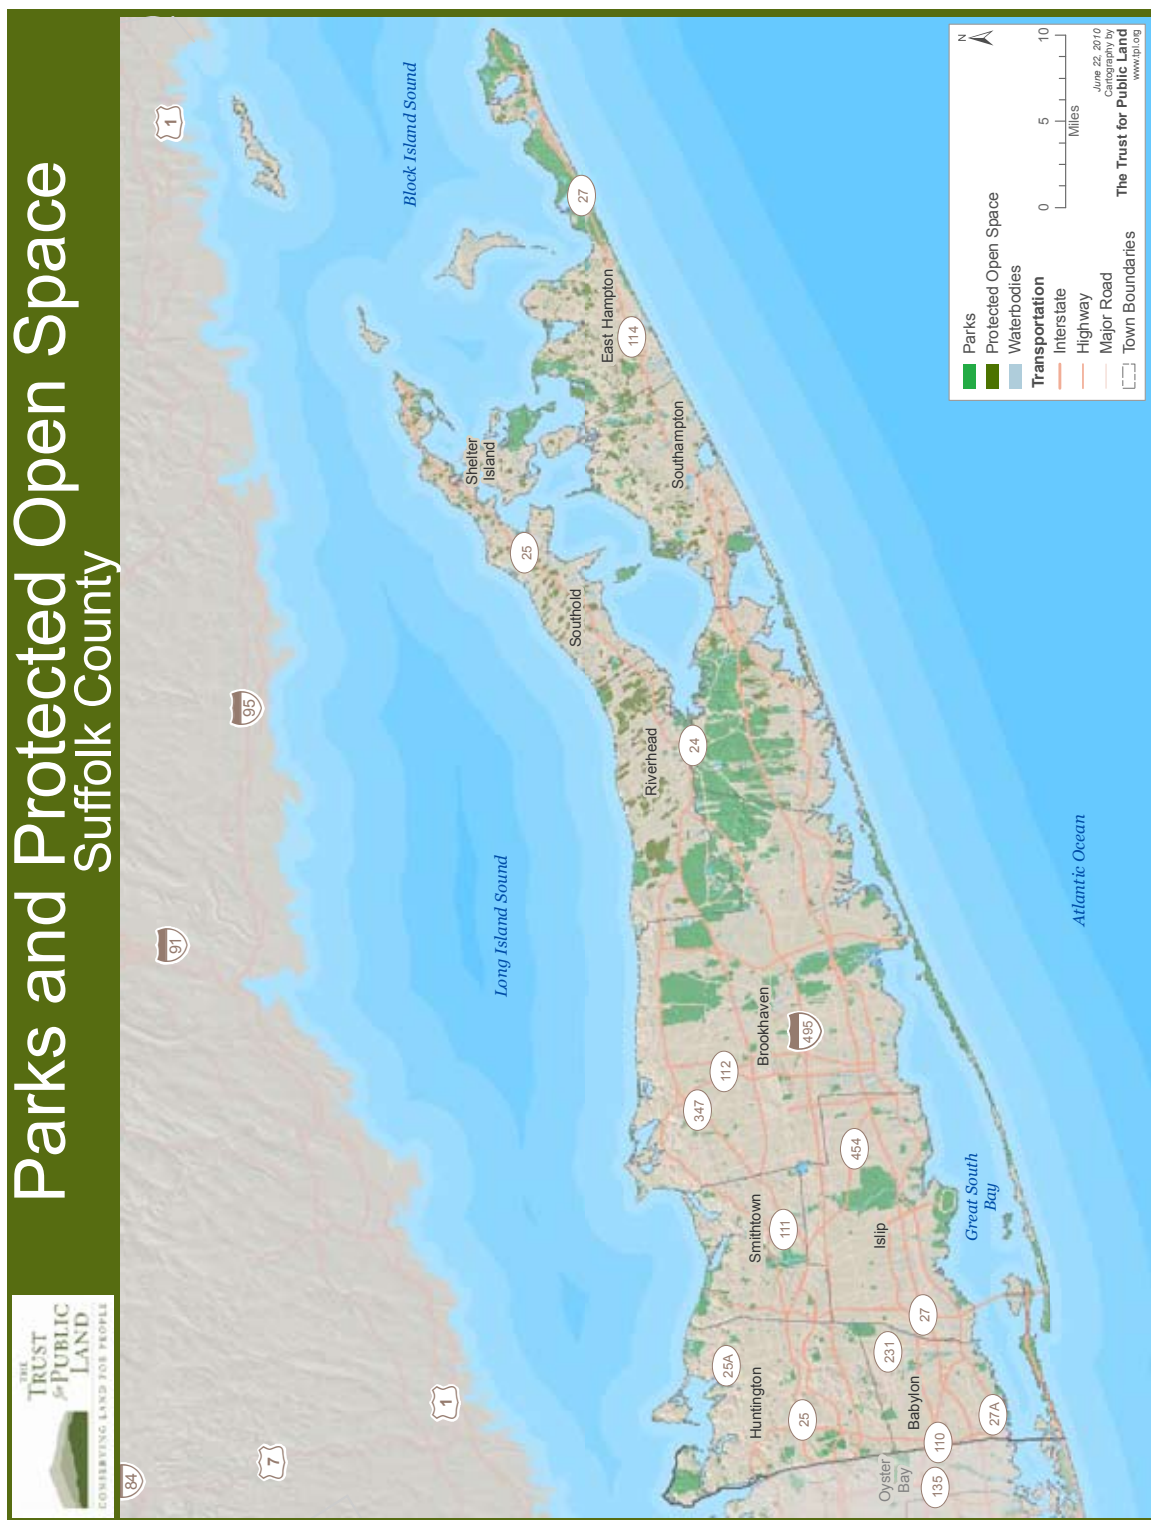 Parks and Protected Open Space
Suffolk County
THE
TRUST
for PUBLIC
LAND
CONSERVING LAND FOR PEOPLE
84
7
1
91
95
1
Block Island Sound
Long Island Sound
Atlantic Ocean
Great South
Bay
Shelter
Island
East Hampton
Southampton
Southold
Riverhead
Brookhaven
Smithtown
Islip
Huntington
Babylon
Oyster
Bay
27
114
25
24
495
112
347
454
111
27
231
25A
25
27A
110
135
Parks
Protected Open Space
Waterbodies
Transportation
Interstate
Highway
Major Road
Town Boundaries
N
0 5 10
Miles
June 22, 2010
Cartography by
The Trust for Public Land
www.tpl.org